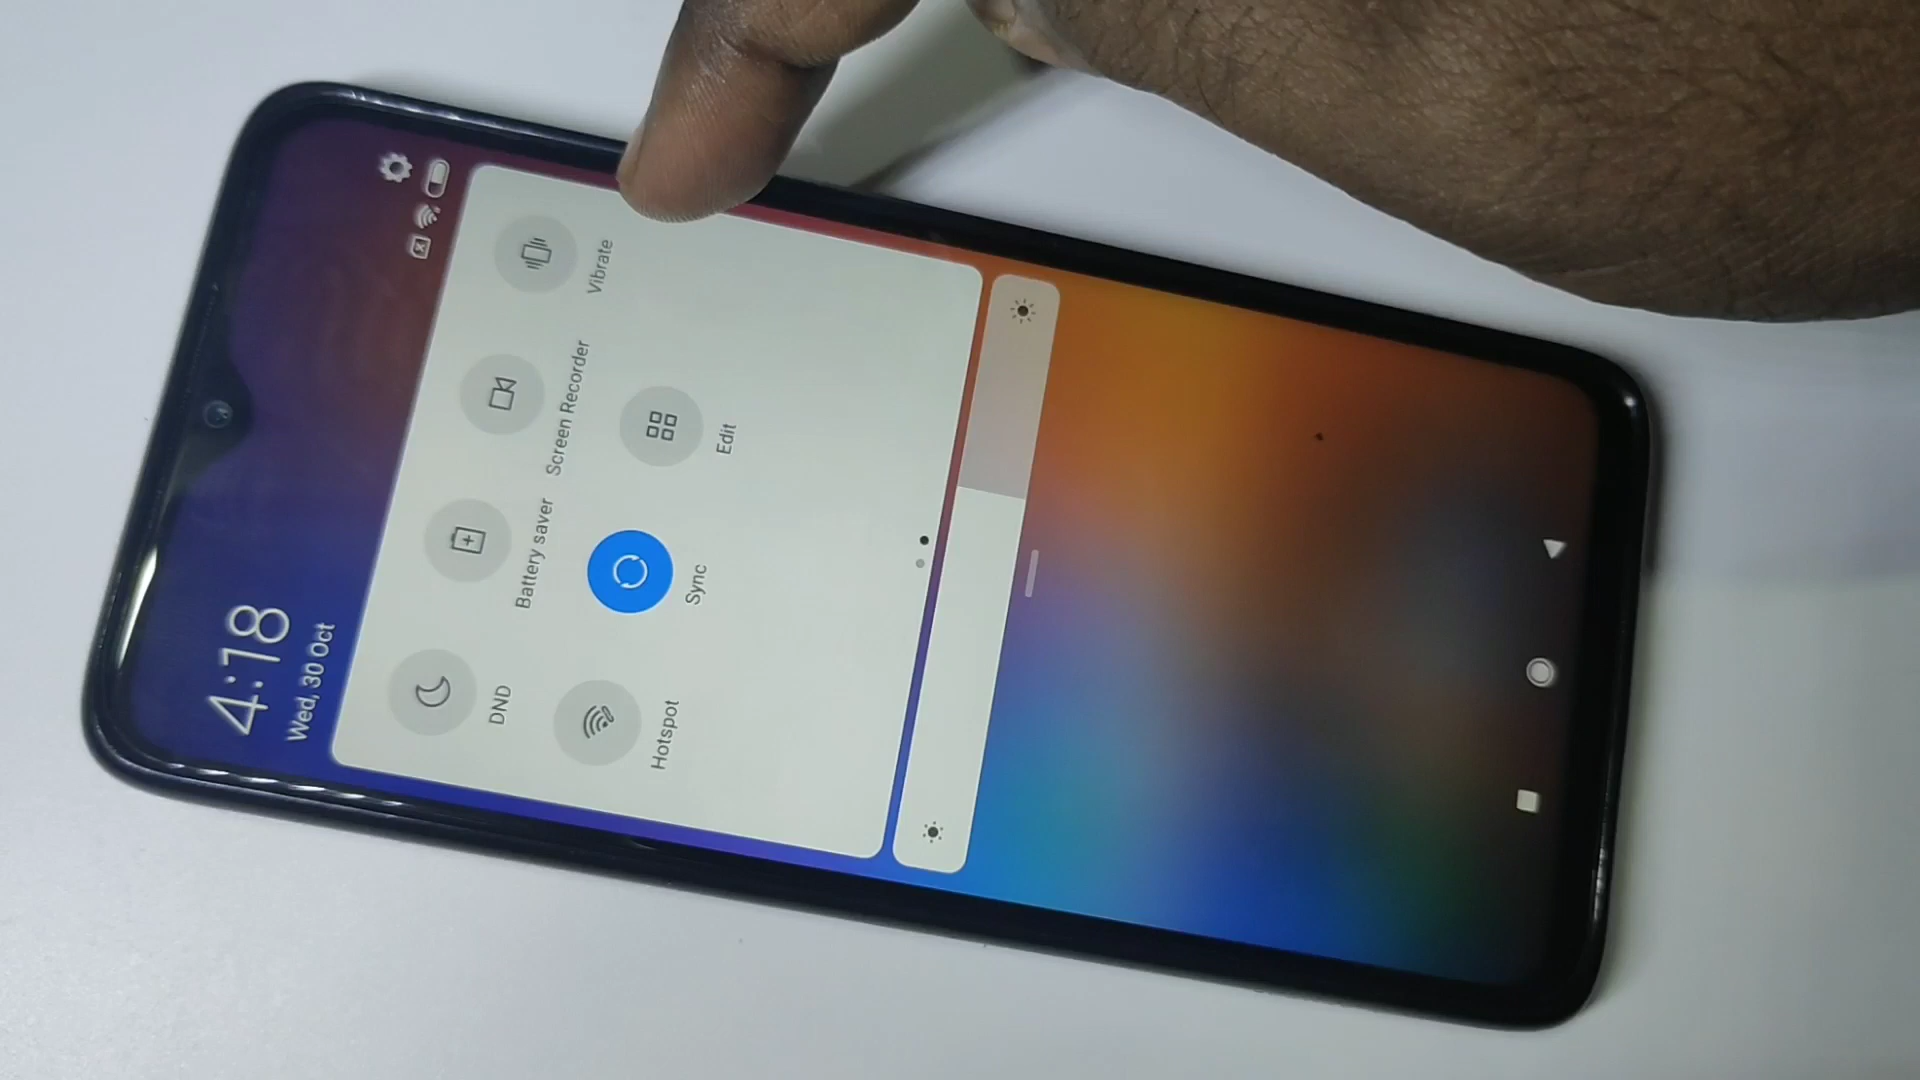 4:18
Wed, 30 Oct
DND
Battery saver
Screen Recorder
Vibrate
Hotspot
Sync
Edit